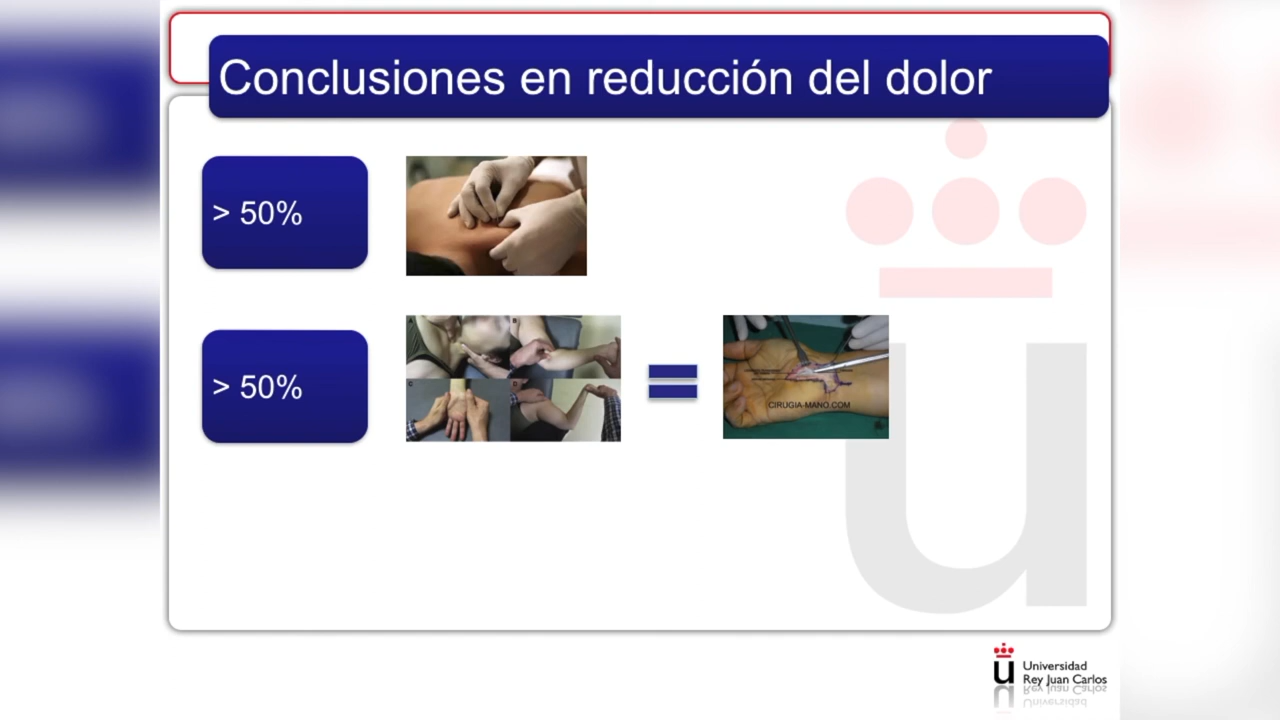 Conclusiones en reducción del dolor
> 50%
> 50%
A
B
C
D
CIRUGIA-MANO.COM
u
u
Universidad
Rey Juan Carlos